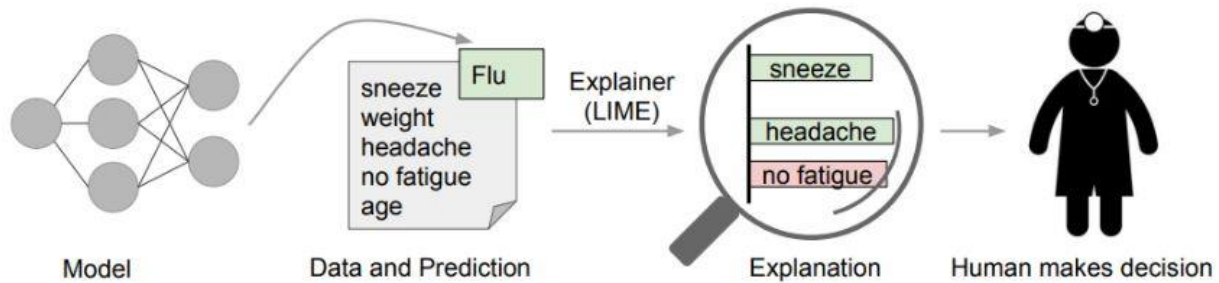 Flu
sneeze
weight
headache
no fatigue
age
Explainer
(LIME)
sneeze
headache
no fatigue
Model
Data and Prediction
Explanation
Human makes decision